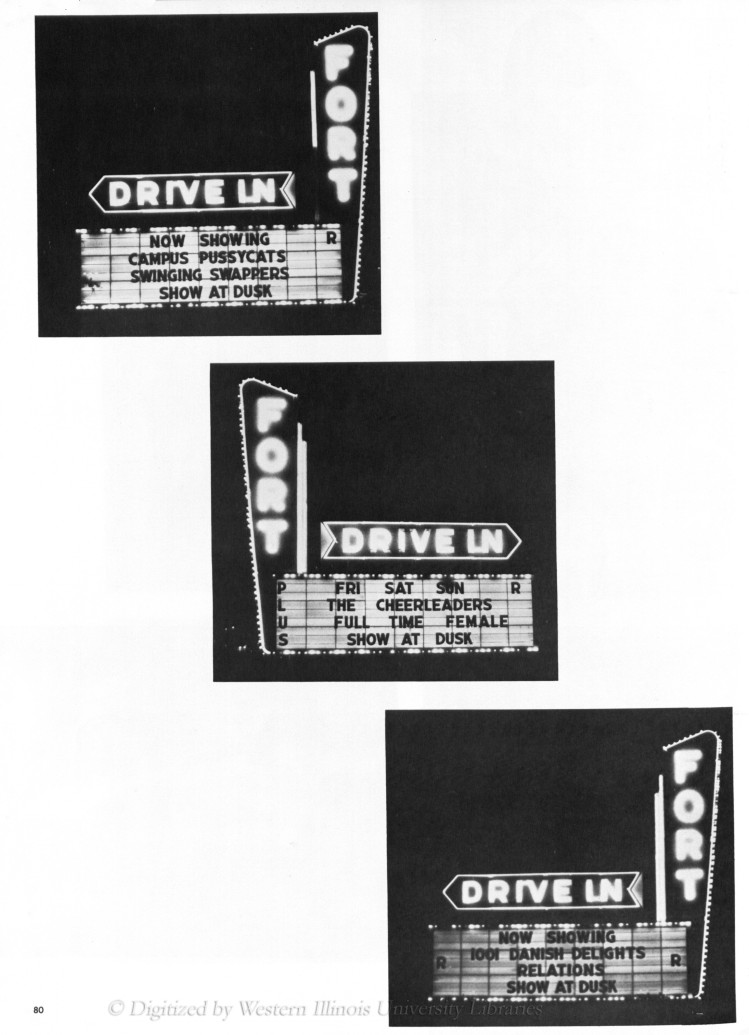 FORT
DRIVE IN
NOW SHOWING R
CAMPUS PUSSYCATS
SWINGING SWAPPERS
SHOW AT DUSK
FORT
DRIVE IN
PLUS
FRI SAT SUN R
THE CHEERLEADERS
FULL TIME FEMALE
SHOW AT DUSK
FORT
DRIVE IN
NOW SHOWING
1001 DANISH DELIGHTS
R RELATIONS R
SHOW AT DUSK
80
© Digitized by Western Illinois University Libraries